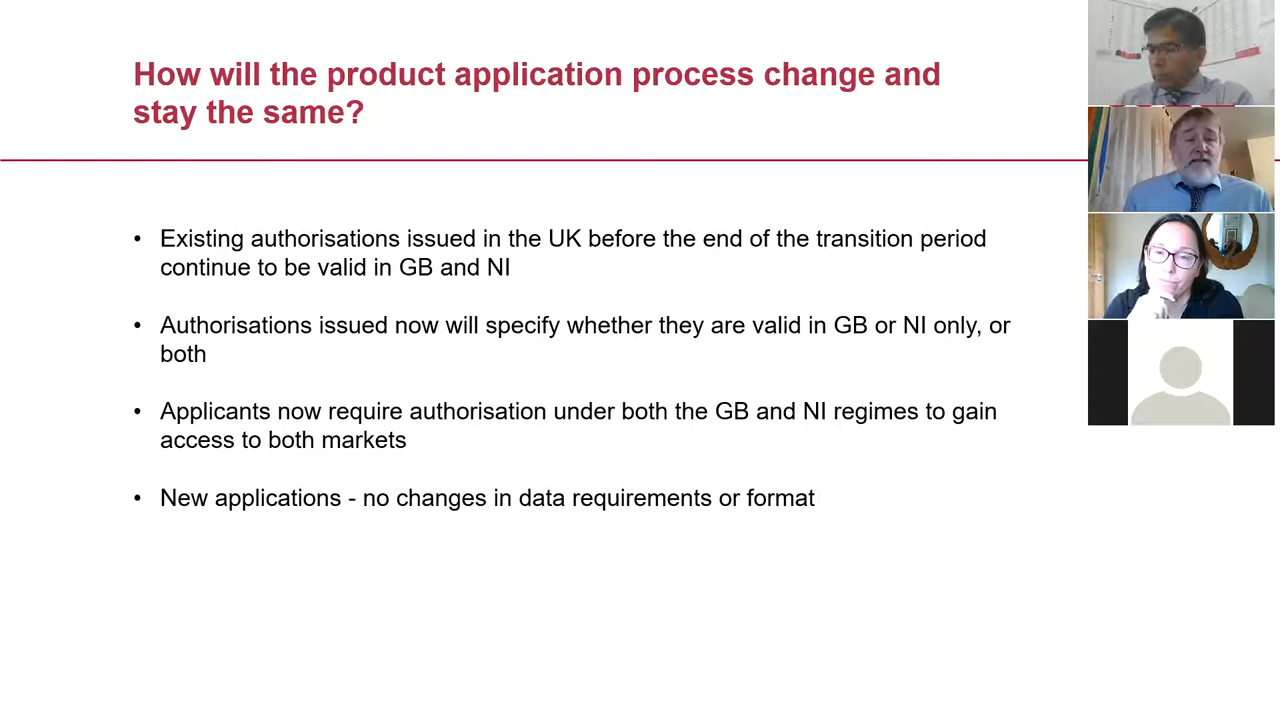 How will the product application process change and
stay the same?
• Existing authorisations issued in the UK before the end of the transition period
continue to be valid in GB and NI
• Authorisations issued now will specify whether they are valid in GB or NI only, or
both
• Applicants now require authorisation under both the GB and NI regimes to gain
access to both markets
• New applications - no changes in data requirements or format